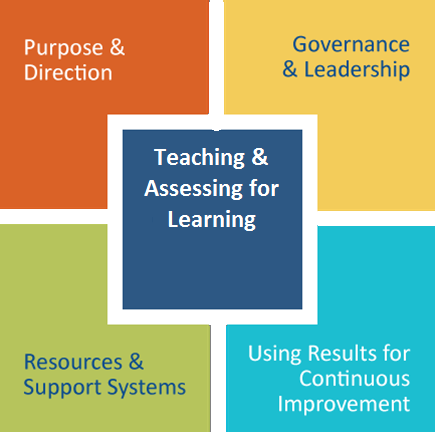 Purpose &
Direction
Governance
& Leadership
Teaching &
Assessing for
Learning
Resources &
Support Systems
Using Results for
Continuous
Improvement